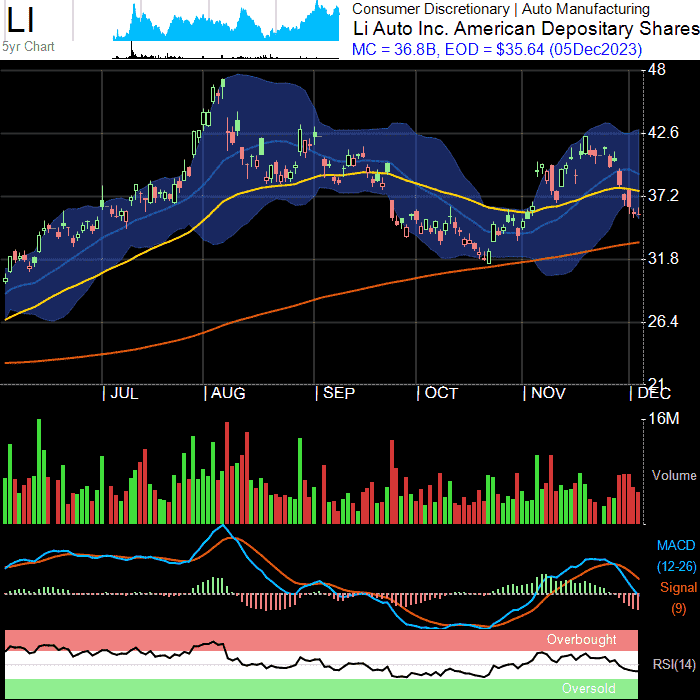 LI
5yr Chart
Consumer Discretionary | Auto Manufacturing
Li Auto Inc. American Depositary Shares
MC = 36.8B, EOD = $35.64 (05Dec2023)
48
42.6
37.2
31.8
26.4
21
| JUL | AUG | SEP | OCT | NOV | DEC
16M
Volume
MACD
(12-26)
Signal
(9)
Overbought
RSI(14)
Oversold